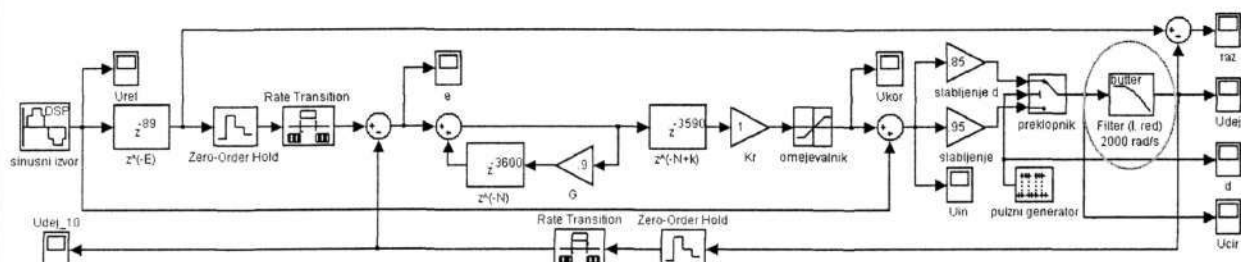 DSP
sinusni izvor
Uref
z^-89
z^(-E)
Zero-Order Hold
Rate Transition
e
z^-3600
z^(-N)
.9
G
z^-3590
z^(-N+k)
1
Kr
omejevalnik
Ukor
.85
slabljenje d
.95
slabljenje
Uin
preklopnik
pulzni generator
butter
Filter (I. red)
2000 rad/s
raz
Udej
d
Ucir
Udej_10
Rate Transition
Zero-Order Hold